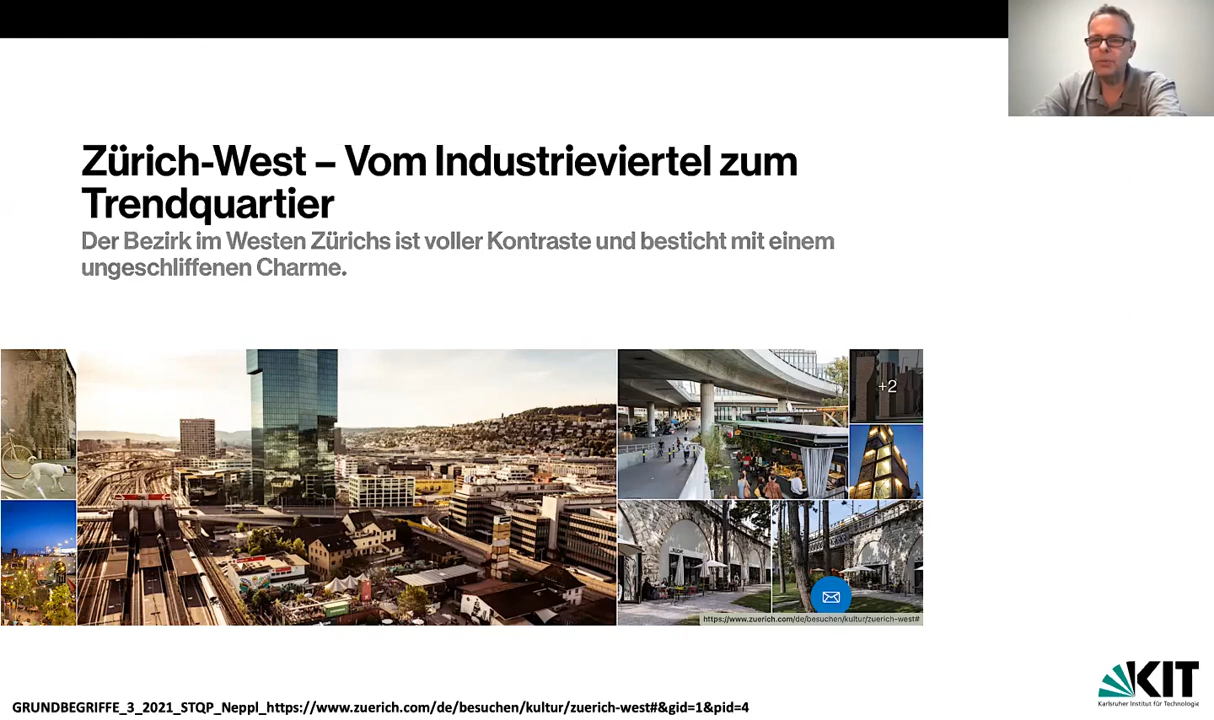 Zürich-West – Vom Industrieviertel zum
Trendquartier
Der Bezirk im Westen Zürichs ist voller Kontraste und besticht mit einem
ungeschliffenen Charme.
+2
https://www.zuerich.com/de/besuchen/kultur/zuerich-west#
KIT
Karlsruher Institut für Technologie
GRUNDBEGRIFFE_3_2021_STQP_Neppl_https://www.zuerich.com/de/besuchen/kultur/zuerich-west#&gid=1&pid=4